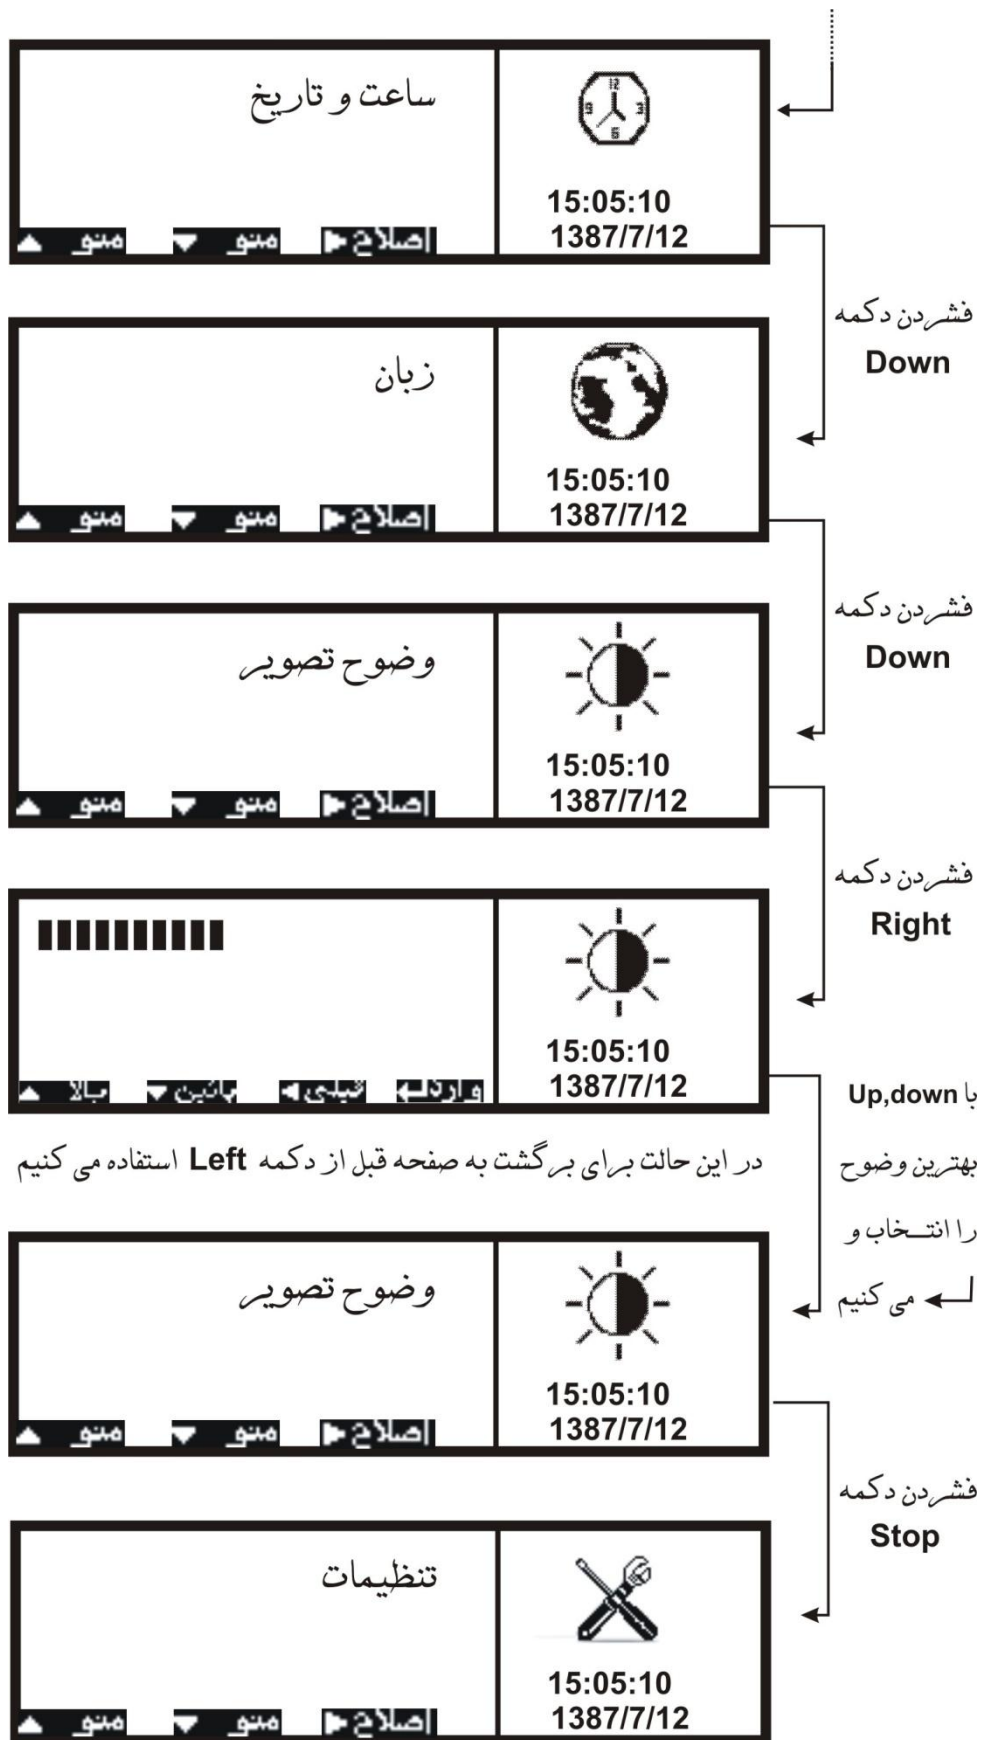 ساعت و تاریخ
15:05:10
1387/7/12
منو منو اصلاح
فشردن دکمه
Down
زبان
15:05:10
1387/7/12
منو منو اصلاح
فشردن دکمه
Down
وضوح تصویر
15:05:10
1387/7/12
منو منو اصلاح
فشردن دکمه
Right
15:05:10
1387/7/12
وارد قبلی پائین بالا
با Up,down
بهترین وضوح
را انتخاب و
می کنیم
در این حالت برای برگشت به صفحه قبل از دکمه Left استفاده می کنیم
وضوح تصویر
15:05:10
1387/7/12
منو منو اصلاح
فشردن دکمه
Stop
تنظیمات
15:05:10
1387/7/12
منو منو اصلاح